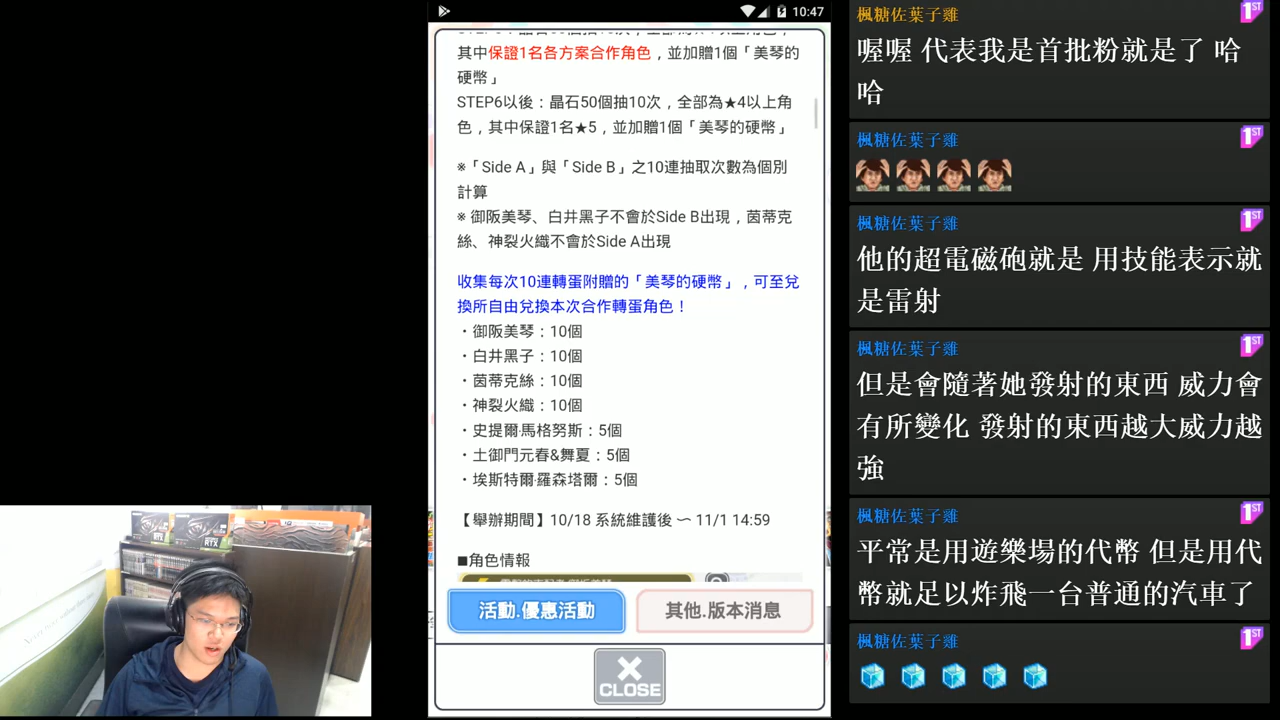 10:47
其中保證1名各方案合作角色，並加贈1個「美琴的
硬幣」
STEP6以後：晶石50個抽10次，全部為★4以上角
色，其中保證1名★5，並加贈1個「美琴的硬幣」
※「Side A」與「Side B」之10連抽取次數為個別
計算
※ 御阪美琴、白井黑子不會於Side B出現，茵蒂克
絲、神裂火織不會於Side A出現
收集每次10連轉蛋附贈的「美琴的硬幣」，可至兌
換所自由兌換本次合作轉蛋角色！
・御阪美琴：10個
・白井黑子：10個
・茵蒂克絲：10個
・神裂火織：10個
・史提爾·馬格努斯：5個
・土御門元春&舞夏：5個
・埃斯特爾·羅森塔爾：5個
【舉辦期間】10/18 系統維護後 ～ 11/1 14:59
■角色情報
活動.優惠活動
其他.版本消息
CLOSE
楓糖佐葉子雞
1ST
喔喔 代表我是首批粉就是了 哈
哈
楓糖佐葉子雞
1ST
楓糖佐葉子雞
1ST
他的超電磁砲就是 用技能表示就
是雷射
楓糖佐葉子雞
1ST
但是會隨著她發射的東西 威力會
有所變化 發射的東西越大威力越
強
楓糖佐葉子雞
1ST
平常是用遊樂場的代幣 但是用代
幣就足以炸飛一台普通的汽車了
楓糖佐葉子雞
1ST